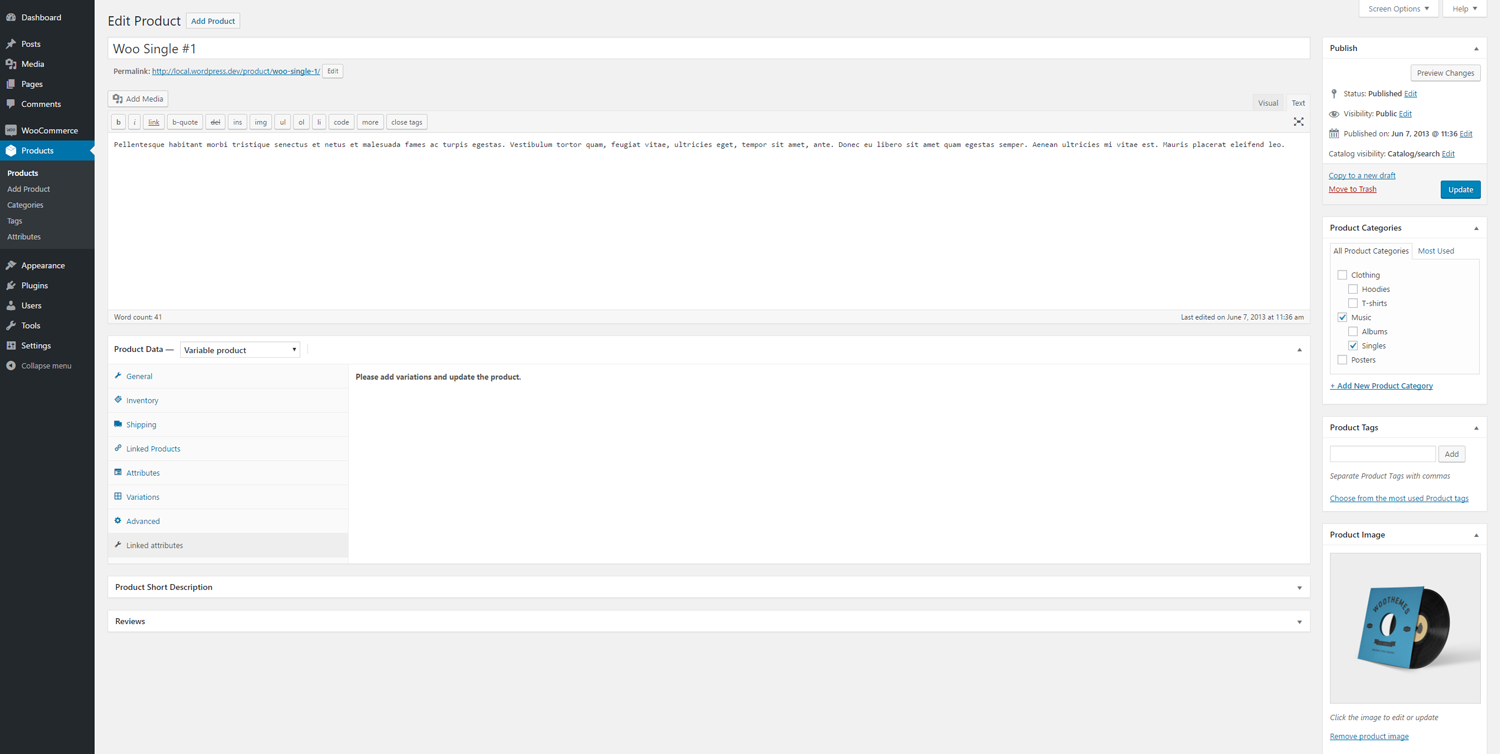 Dashboard
Posts
Media
Pages
Comments
WooCommerce
Products
Products
Add Product
Categories
Tags
Attributes
Appearance
Plugins
Users
Tools
Settings
Collapse menu
Screen Options
Help
Edit Product
Add Product
Woo Single #1
Permalink: http://local.wordpress.dev/product/woo-single-1/ Edit
Add Media
Visual Text
b i link b-quote del ins img ul ol li code more close tags
Pellentesque habitant morbi tristique senectus et netus et malesuada fames ac turpis egestas. Vestibulum tortor quam, feugiat vitae, ultricies eget, tempor sit amet, ante. Donec eu libero sit amet quam egestas semper. Aenean ultricies mi vitae est. Mauris placerat eleifend leo.
Word count: 41
Last edited on June 7, 2013 at 11:36 am
Product Data — Variable product
General
Inventory
Shipping
Linked Products
Attributes
Variations
Advanced
Linked attributes
Please add variations and update the product.
Product Short Description
Reviews
Publish
Preview Changes
Status: Published Edit
Visibility: Public Edit
Published on: Jun 7, 2013 @ 11:36 Edit
Catalog visibility: Catalog/search Edit
Copy to a new draft
Move to Trash
Update
Product Categories
All Product Categories Most Used
Clothing
Hoodies
T-shirts
Music
Albums
Singles
Posters
+ Add New Product Category
Product Tags
Add
Separate Product Tags with commas
Choose from the most used Product tags
Product Image
WOOTHEMES
Click the image to edit or update
Remove product image